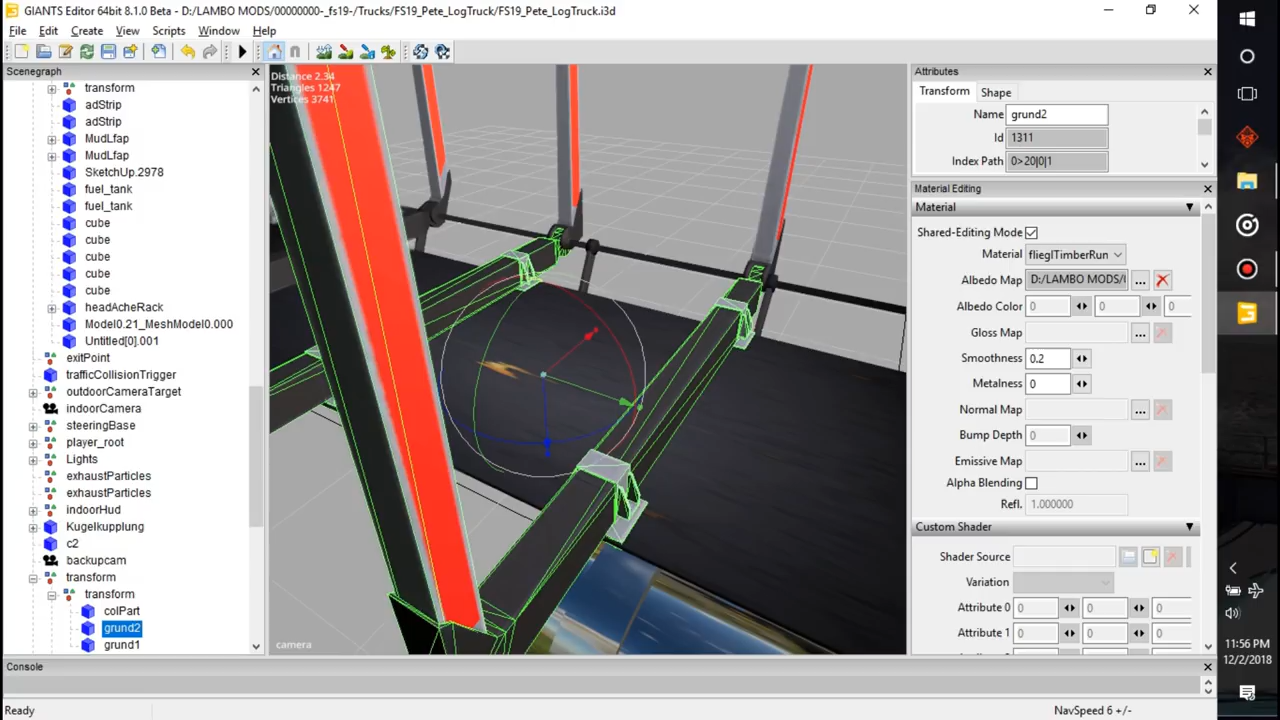 GIANTS Editor 64bit 8.1.0 Beta - D:/LAMBO MODS/00000000-_fs19-/Trucks/FS19_Pete_LogTruck/FS19_Pete_LogTruck.i3d
File Edit Create View Scripts Window Help
Scenegraph
transform
adStrip
adStrip
MudLfap
MudLfap
SketchUp.2978
fuel_tank
fuel_tank
cube
cube
cube
cube
cube
headAcheRack
Model0.21_MeshModel0.000
Untitled[0].001
exitPoint
trafficCollisionTrigger
outdoorCameraTarget
indoorCamera
steeringBase
player_root
Lights
exhaustParticles
exhaustParticles
indoorHud
Kugelkupplung
c2
backupcam
transform
transform
colPart
grund2
grund1
Distance 2.34
Triangles 1247
Vertices 3741
camera
Attributes
Transform Shape
Name grund2
Id 1311
Index Path 0>20|0|1
Material Editing
Material
Shared-Editing Mode
Material flieglTimberRun
Albedo Map D:/LAMBO MODS/ ...
Albedo Color 0 0 0
Gloss Map ...
Smoothness 0.2
Metalness 0
Normal Map ...
Bump Depth 0
Emissive Map ...
Alpha Blending
Refl. 1.000000
Custom Shader
Shader Source
Variation
Attribute 0 0 0 0
Attribute 1 0 0 0
Console
Ready
NavSpeed 6 +/-
11:56 PM
12/2/2018